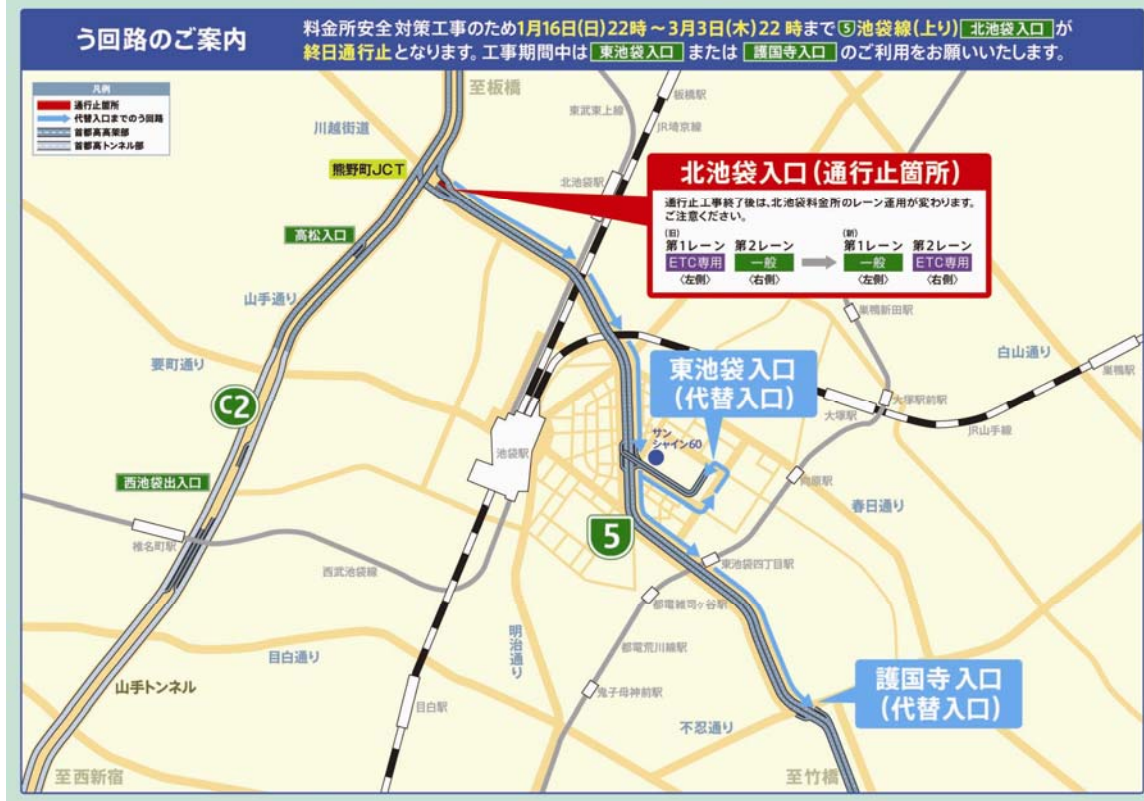 う回路のご案内
料金所安全対策工事のため1月16日(日)22時～3月3日(木)22時まで⑤池袋線(上り)北池袋入口が
終日通行止となります。工事期間中は東池袋入口または護国寺入口のご利用をお願いいたします。
凡例
通行止箇所
代替入口までのう回路
首都高高架部
首都高トンネル部
至板橋
板橋駅
東武東上線
JR埼京線
川越街道
熊野町JCT
北池袋駅
北池袋入口(通行止箇所)
通行止工事終了後は、北池袋料金所のレーン運用が変わります。
ご注意ください。
(旧)
第1レーン 第2レーン
ETC専用 一般
〈左側〉 〈右側〉
(新)
第1レーン 第2レーン
一般 ETC専用
〈左側〉 〈右側〉
高松入口
山手通り
要町通り
巣鴨新田駅
白山通り
巣鴨駅
東池袋入口
(代替入口)
大塚駅
大塚駅前駅
JR山手線
C2
サン
シャイン60
池袋駅
向原駅
西池袋出入口
春日通り
5
椎名町駅
西武池袋線
東池袋四丁目駅
都電雑司ヶ谷駅
明治通り
目白通り
都電荒川線駅
山手トンネル
目白駅
鬼子母神前駅
護国寺入口
(代替入口)
不忍通り
至西新宿
至竹橋